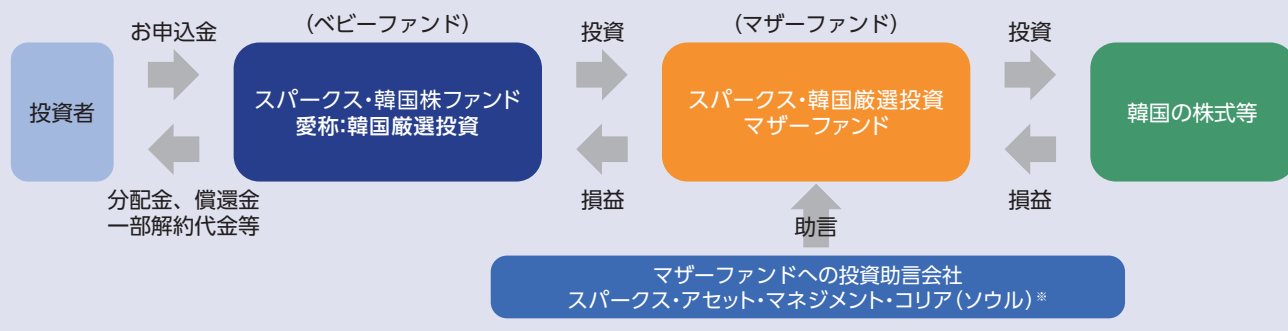 (ベビーファンド)
(マザーファンド)
お申込金
投資
投資
投資者
スパークス・韓国株ファンド
愛称:韓国厳選投資
スパークス・韓国厳選投資
マザーファンド
韓国の株式等
分配金、償還金
一部解約代金等
損益
損益
助言
マザーファンドへの投資助言会社
スパークス・アセット・マネジメント・コリア(ソウル)※